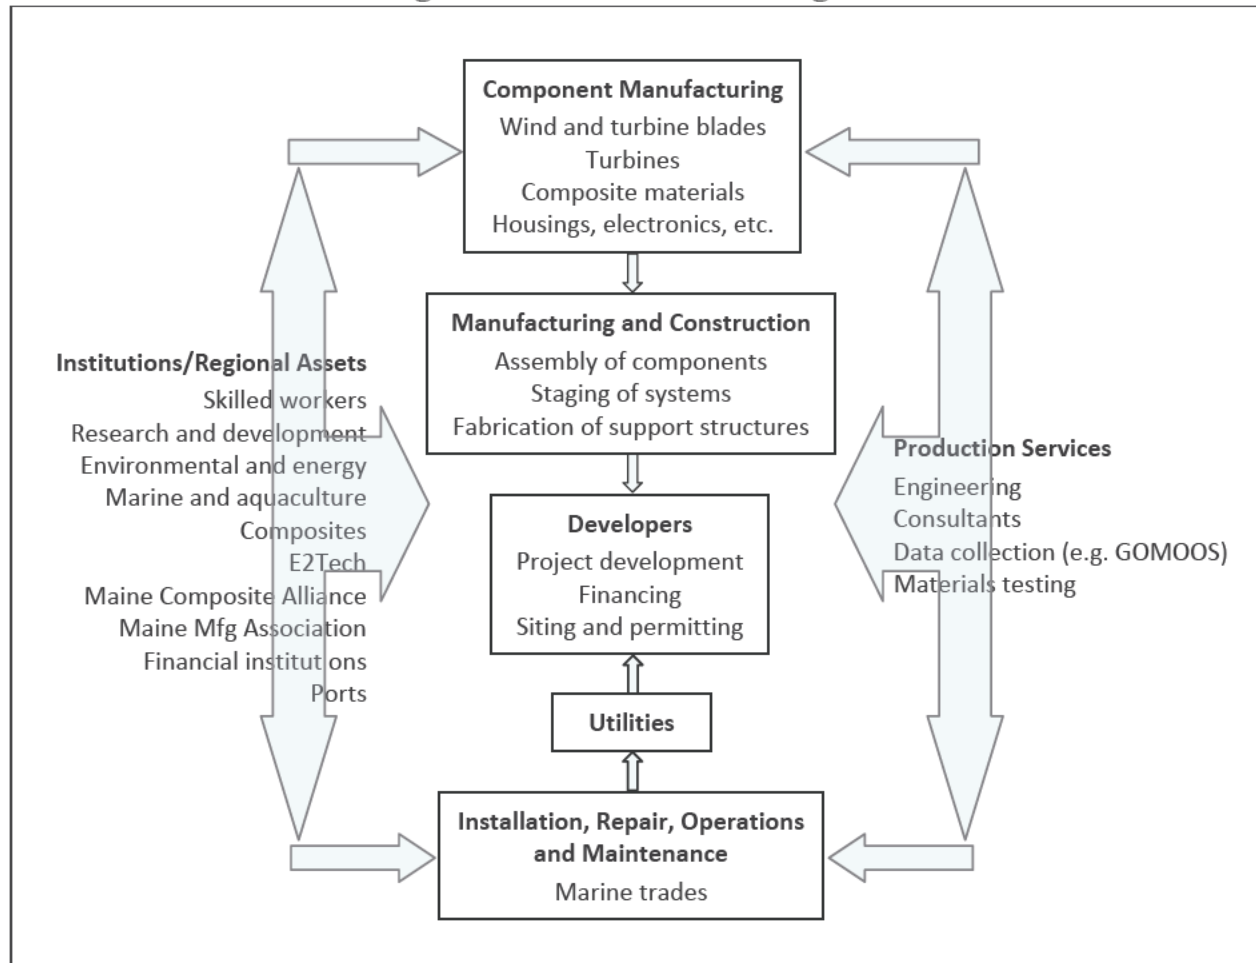 Component Manufacturing
Wind and turbine blades
Turbines
Composite materials
Housings, electronics, etc.
Manufacturing and Construction
Assembly of components
Staging of systems
Fabrication of support structures
Institutions/Regional Assets
Skilled workers
Research and development
Environmental and energy
Marine and aquaculture
Composites
E2Tech
Maine Composite Alliance
Maine Mfg Association
Financial institutions
Ports
Production Services
Engineering
Consultants
Data collection (e.g. GOMOOS)
Materials testing
Developers
Project development
Financing
Siting and permitting
Utilities
Installation, Repair, Operations
and Maintenance
Marine trades